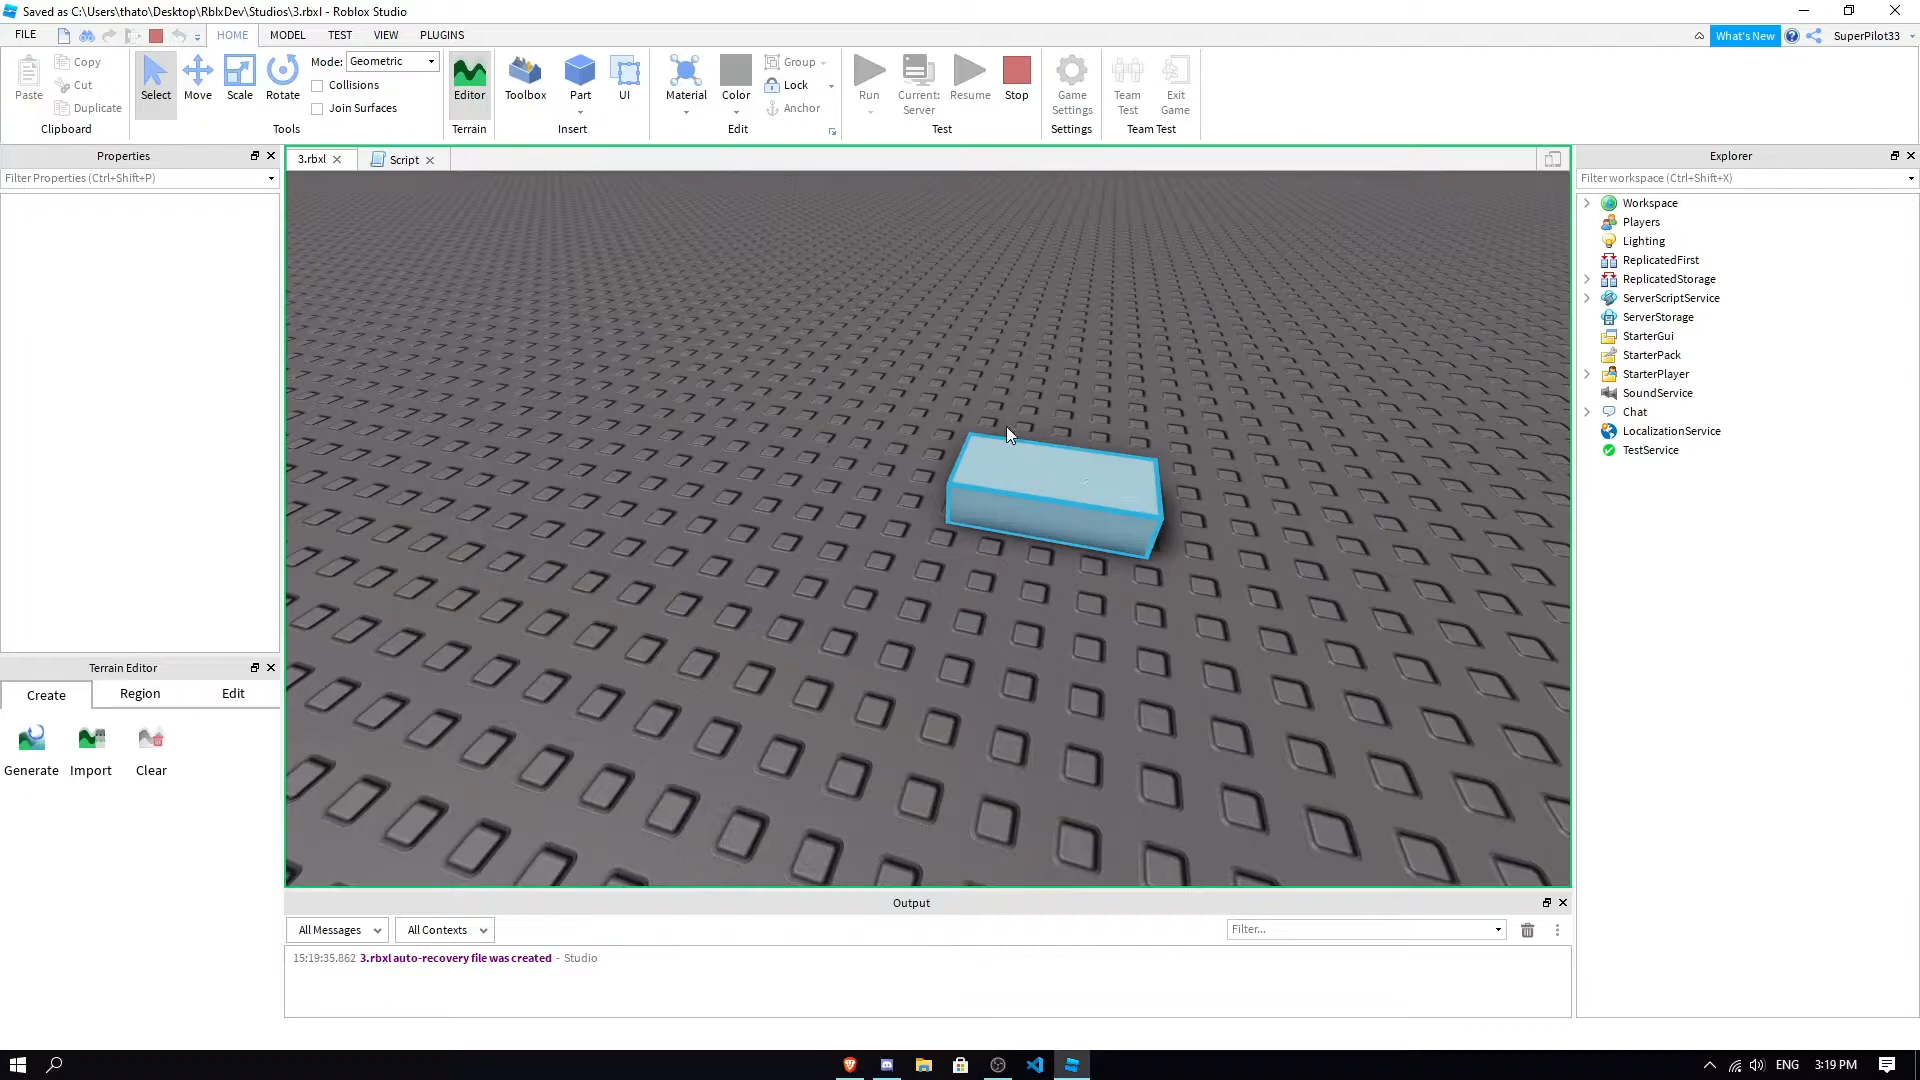 Saved as C:\Users\thato\Desktop\RblxDev\Studios\3.rbxl - Roblox Studio
FILE
HOME
MODEL
TEST
VIEW
PLUGINS
What's New
SuperPilot33
Paste
Copy
Cut
Duplicate
Clipboard
Select
Move
Scale
Rotate
Mode: Geometric
Collisions
Join Surfaces
Tools
Editor
Terrain
Toolbox
Part
UI
Insert
Material
Color
Group
Lock
Anchor
Edit
Run
Current:
Server
Resume
Stop
Test
Game
Settings
Settings
Team
Test
Exit
Game
Team Test
Properties
Filter Properties (Ctrl+Shift+P)
3.rbxl
Script
Explorer
Filter workspace (Ctrl+Shift+X)
Workspace
Players
Lighting
ReplicatedFirst
ReplicatedStorage
ServerScriptService
ServerStorage
StarterGui
StarterPack
StarterPlayer
SoundService
Chat
LocalizationService
TestService
Terrain Editor
Create
Region
Edit
Generate
Import
Clear
Output
All Messages
All Contexts
Filter...
15:19:35.862 3.rbxl auto-recovery file was created - Studio
ENG
3:19 PM